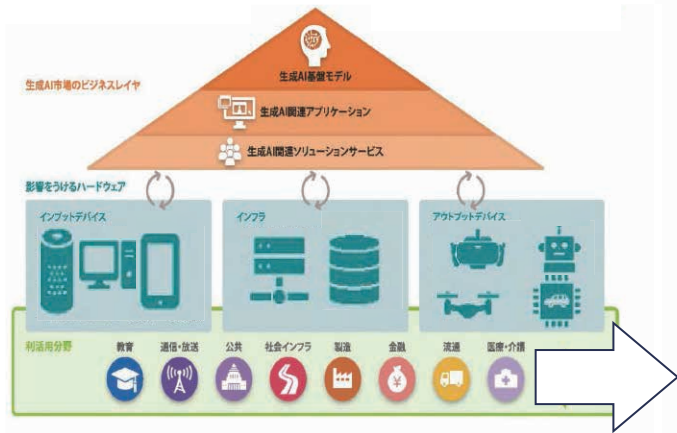 生成AI基盤モデル
生成AI市場のビジネスレイヤ
生成AI関連アプリケーション
生成AI関連ソリューションサービス
影響をうけるハードウェア
インプットデバイス
インフラ
アウトプットデバイス
利活用分野
教育
通信・放送
公共
社会インフラ
製造
金融
流通
医療・介護